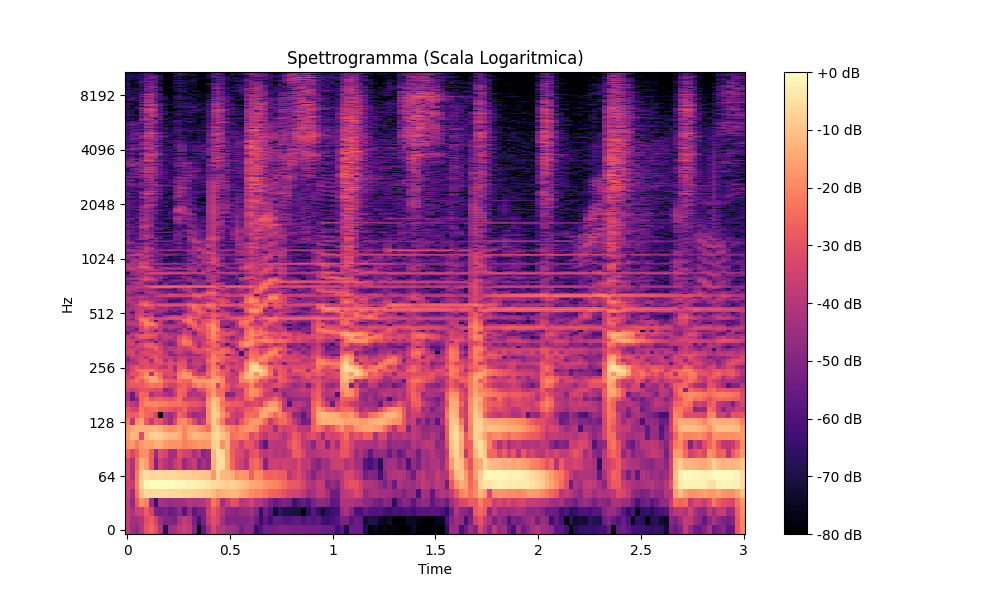 Spettrogramma (Scala Logaritmica)
8192
4096
2048
1024
512
256
128
64
0
Hz
0
0.5
1
1.5
2
2.5
3
Time
+0 dB
-10 dB
-20 dB
-30 dB
-40 dB
-50 dB
-60 dB
-70 dB
-80 dB